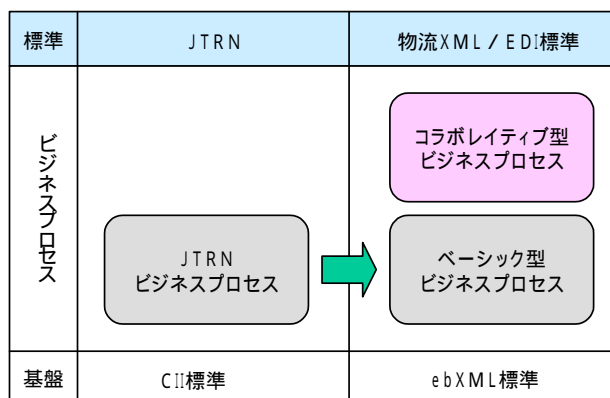 標準
JTRN
物流XML／EDI標準
ビジネスプロセス
コラボレイティブ型
ビジネスプロセス
JTRN
ビジネスプロセス
ベーシック型
ビジネスプロセス
基盤
CII標準
ebXML標準